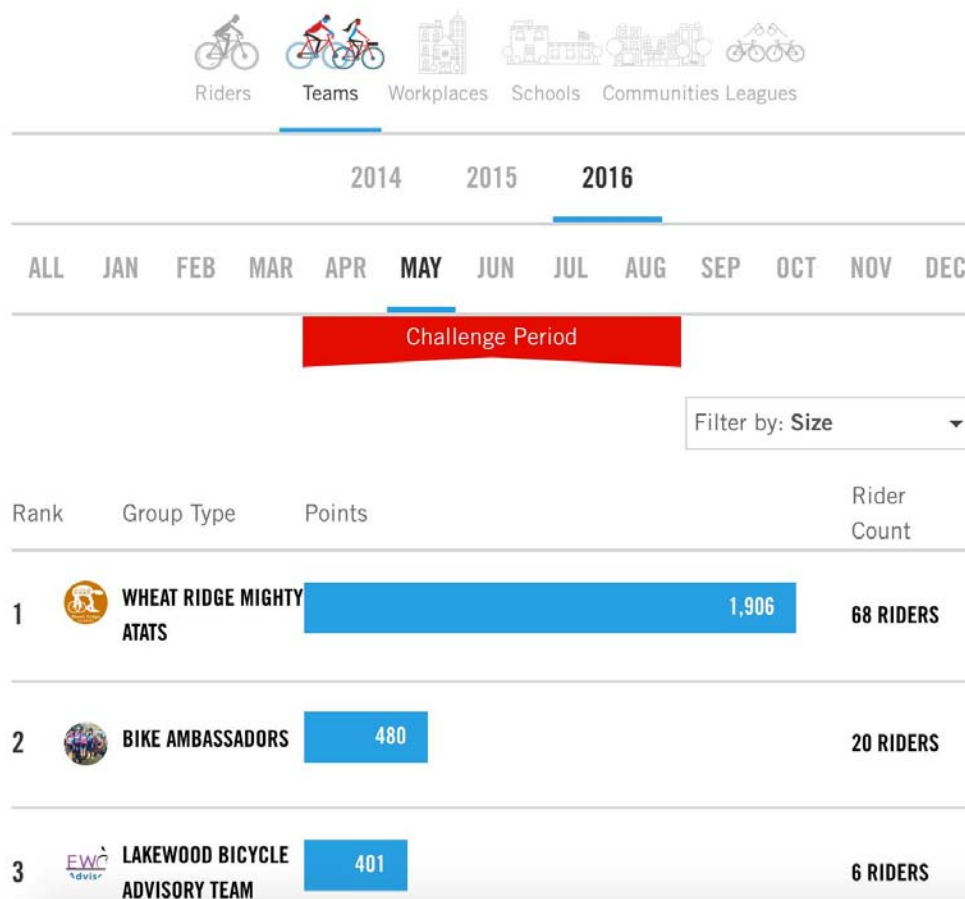 Riders Teams Workplaces Schools Communities Leagues
2014 2015 2016
ALL JAN FEB MAR APR MAY JUN JUL AUG SEP OCT NOV DEC
Challenge Period
Filter by: Size
Rank Group Type Points Rider
Count
1 WHEAT RIDGE MIGHTY
ATATS 1,906 68 RIDERS
2 BIKE AMBASSADORS 480 20 RIDERS
3 LAKEWOOD BICYCLE
ADVISORY TEAM 401 6 RIDERS